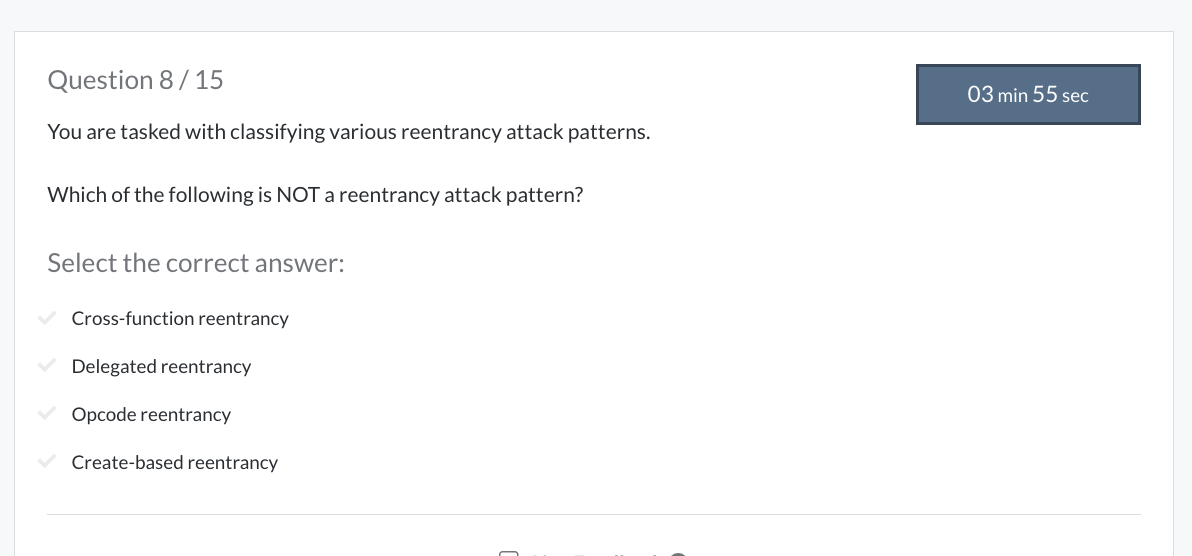 Question 8 / 15
03 min 55 sec
You are tasked with classifying various reentrancy attack patterns.
Which of the following is NOT a reentrancy attack pattern?
Select the correct answer:
Cross-function reentrancy
Delegated reentrancy
Opcode reentrancy
Create-based reentrancy